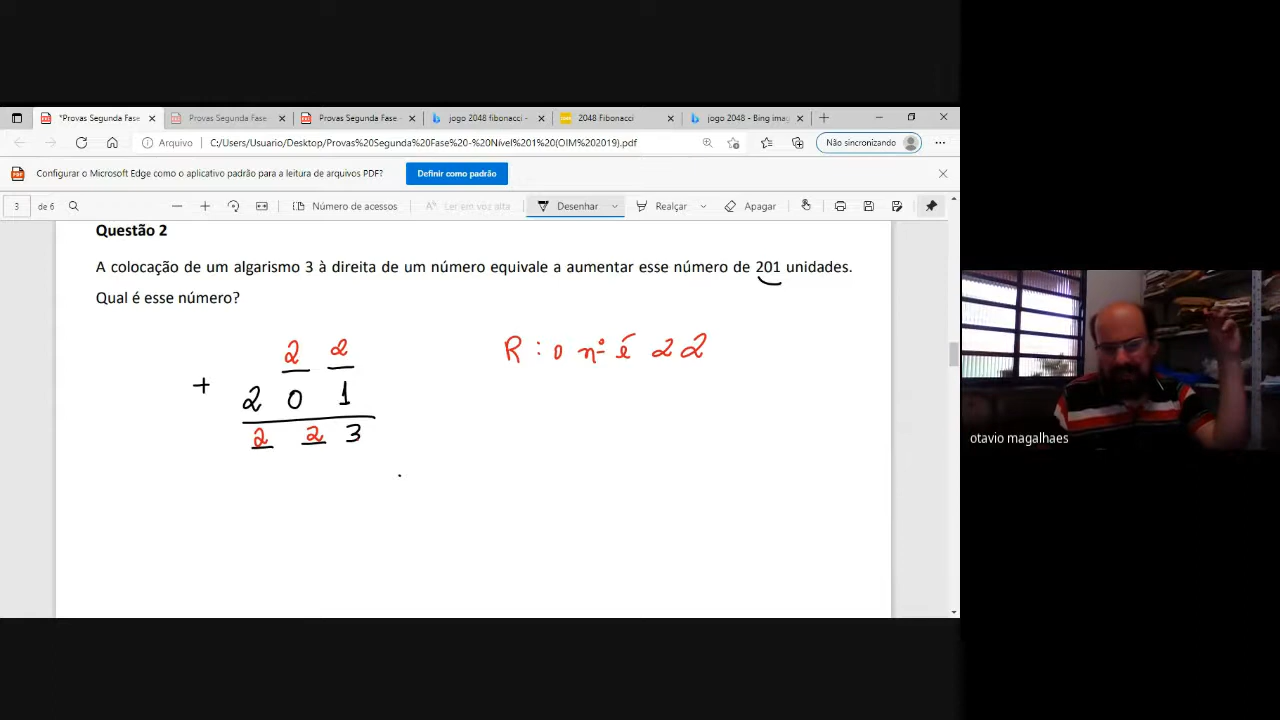 *Provas Segunda Fase
Provas Segunda Fase
Provas Segunda Fase -
jogo 2048 fibonacci -
2048 Fibonacci
jogo 2048 - Bing imag
Arquivo
C:/Users/Usuario/Desktop/Provas%20Segunda%20Fase%20-%20Nível%201%20(OIM%202019).pdf
Não sincronizando
Configurar o Microsoft Edge como o aplicativo padrão para a leitura de arquivos PDF?
Definir como padrão
3 de 6
Número de acessos
Ler em voz alta
Desenhar
Realçar
Apagar
Questão 2
A colocação de um algarismo 3 à direita de um número equivale a aumentar esse número de 201 unidades.
Qual é esse número?
2 2
R: o nº é 22
+ 2 0 1
2 2 3
otavio magalhaes